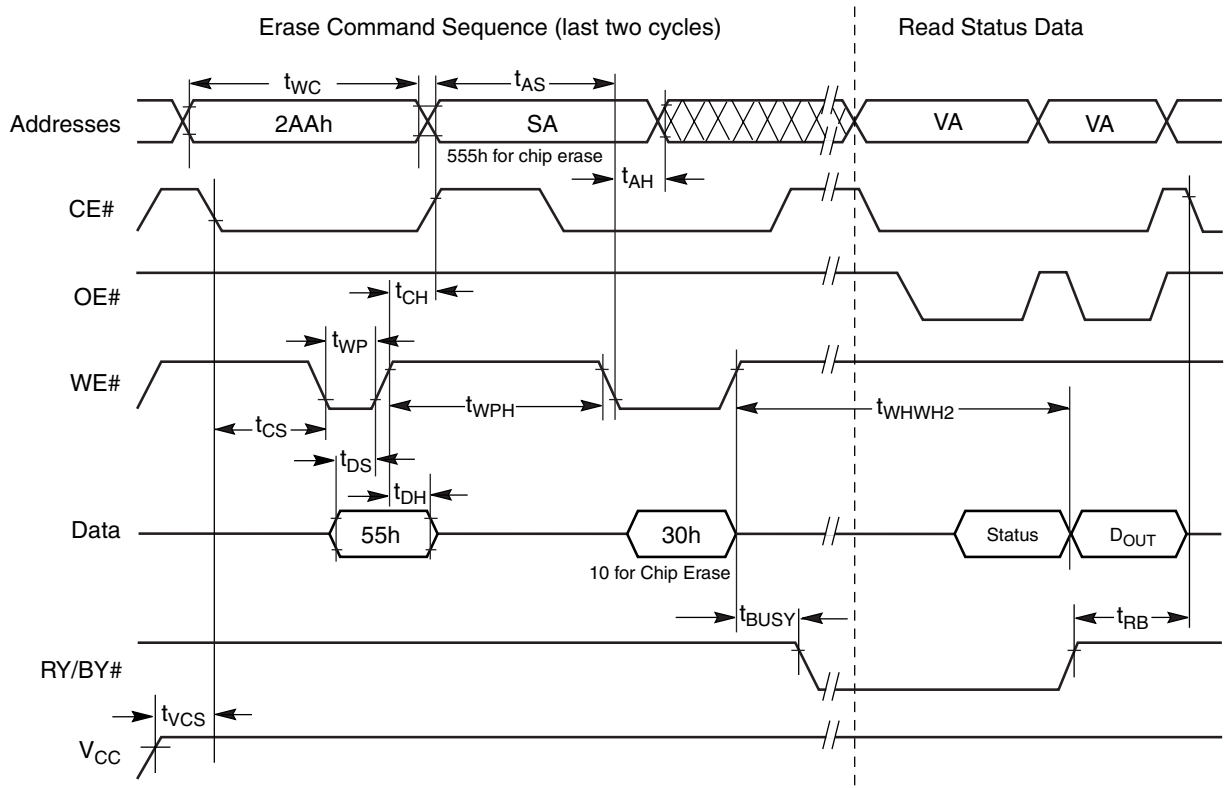 Erase Command Sequence (last two cycles)
Read Status Data
tWC
tAS
Addresses
2AAh
SA
VA
VA
555h for chip erase
tAH
CE#
OE#
tCH
tWP
WE#
tWPH
tWHWH2
tCS
tDS
tDH
Data
55h
30h
Status
DOUT
10 for Chip Erase
tBUSY
tRB
RY/BY#
tVCS
VCC